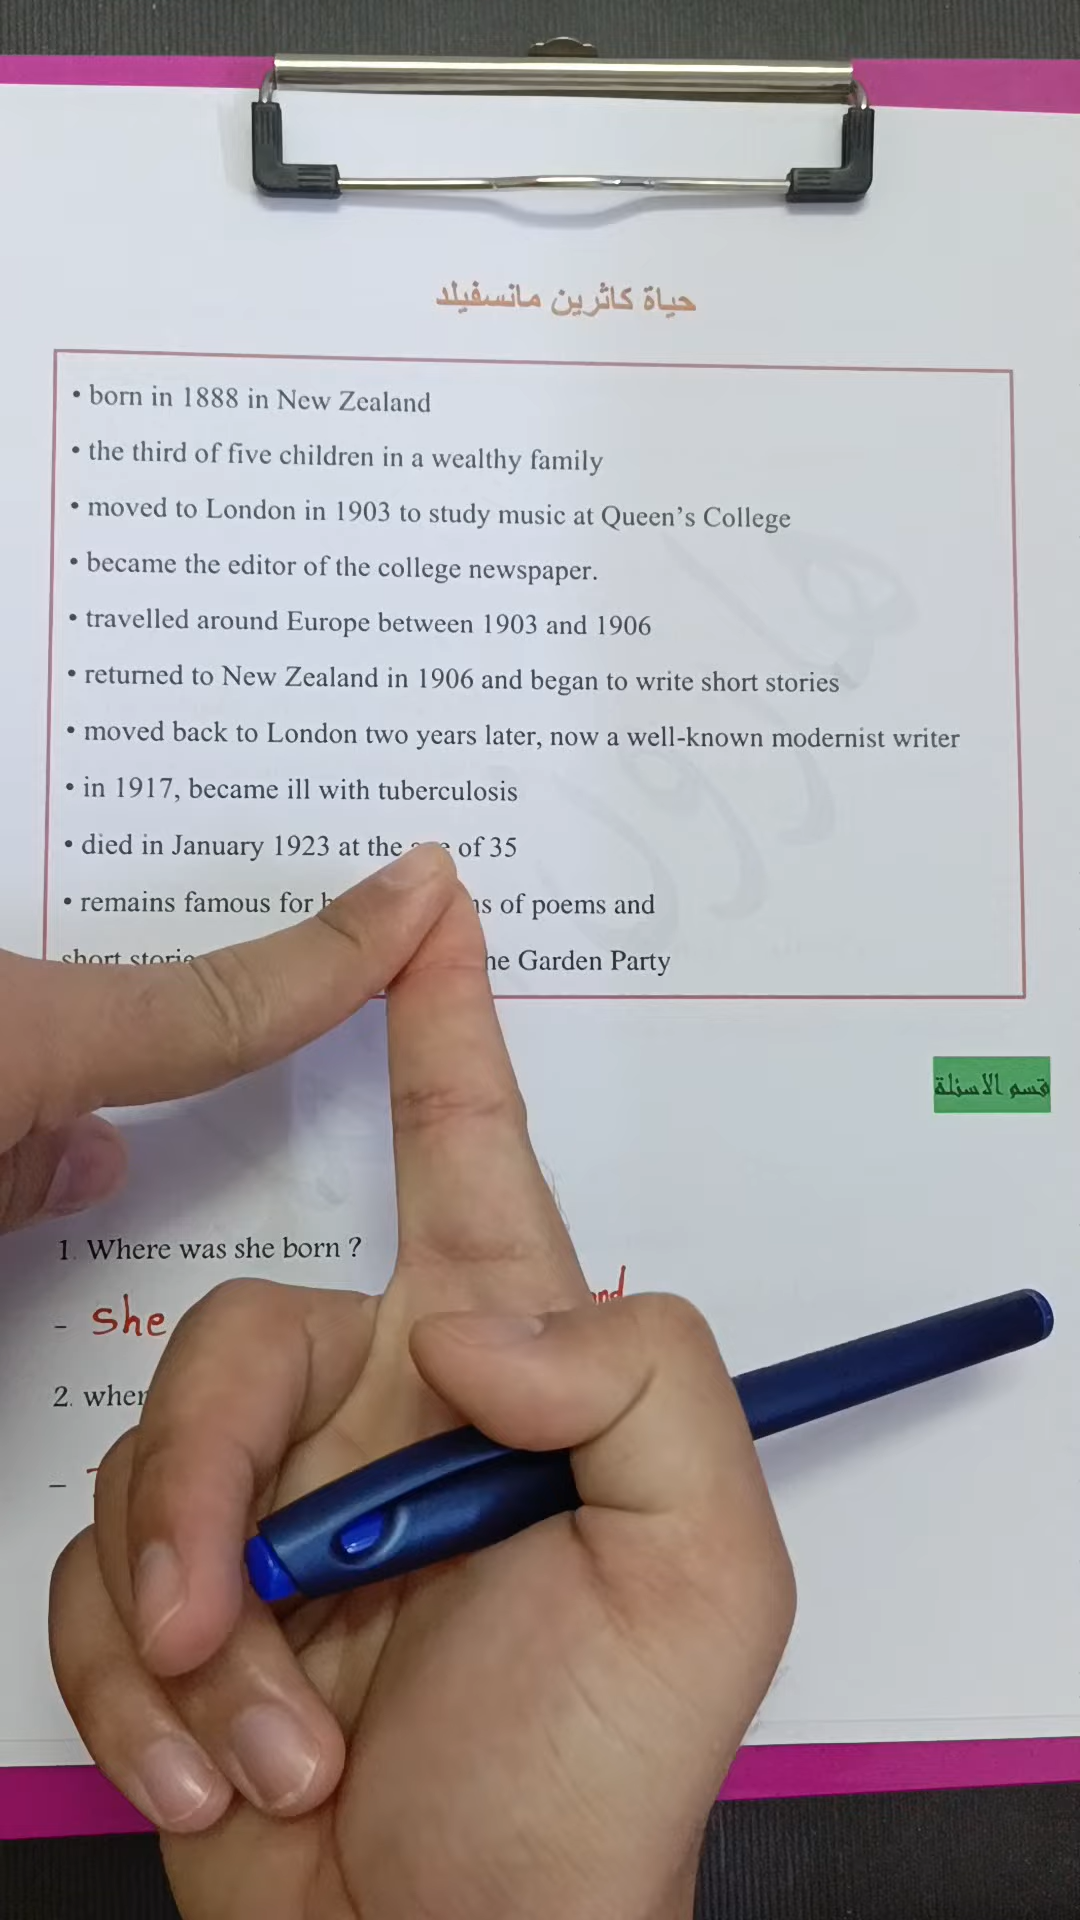 حياة كاثرين مانسفيلد
• born in 1888 in New Zealand
• the third of five children in a wealthy family
• moved to London in 1903 to study music at Queen's College
• became the editor of the college newspaper.
• travelled around Europe between 1903 and 1906
• returned to New Zealand in 1906 and began to write short stories
• moved back to London two years later, now a well-known modernist writer
• in 1917, became ill with tuberculosis
• died in January 1923 at the of 35
• remains famous for of poems and
short Garden Party
قسم الاسئلة
1. Where was she born ?
- She
2.
-